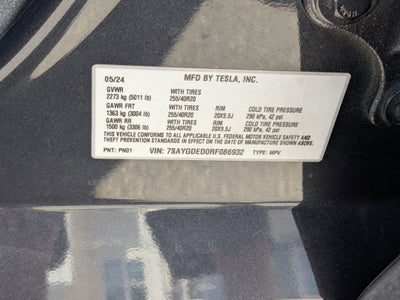 05/24 MFD BY TESLA, INC.
GVWR WITH TIRES
2273 kg (5011 lb) 255/40R20
GAWR FRT WITH TIRES RIM COLD TIRE PRESSURE
1363 kg (3004 lb) 255/40R20 20X9.5J 290 kPa, 42 psi
GAWR RR WITH TIRES RIM COLD TIRE PRESSURE
1500 kg (3306 lb) 255/40R20 20X9.5J 290 kPa, 42 psi
THIS VEHICLE CONFORMS TO ALL APPLICABLE U.S. FEDERAL MOTOR VEHICLE SAFETY AND
THEFT PREVENTION STANDARDS IN EFFECT ON THE DATE OF MANUFACTURE SHOWN ABOVE.
PNT: PN01 VIN: 7SAYGDED0RF086932 TYPE: MPV